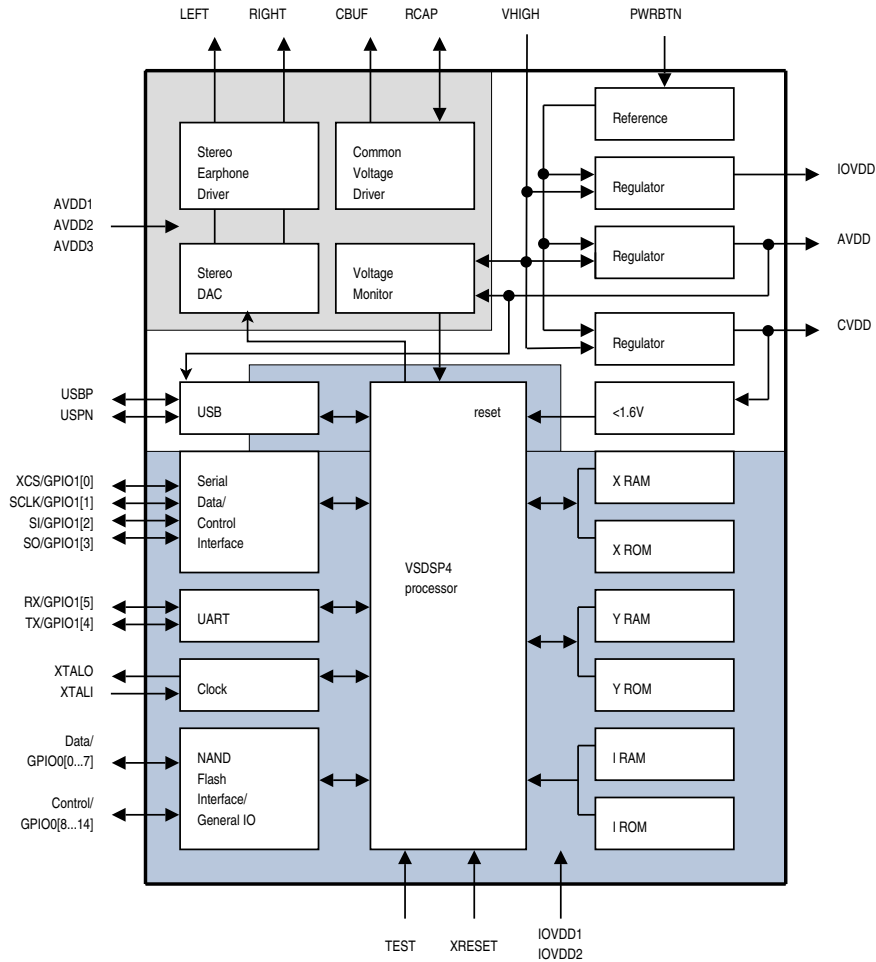 LEFT
RIGHT
CBUF
RCAP
VHIGH
PWRBTN
Reference
Stereo
Earphone
Driver
Common
Voltage
Driver
Regulator
IOVDD
AVDD1
AVDD2
AVDD3
Regulator
AVDD
Stereo
DAC
Voltage
Monitor
Regulator
CVDD
USBP
USPN
USB
reset
<1.6V
XCS/GPIO1[0]
SCLK/GPIO1[1]
SI/GPIO1[2]
SO/GPIO1[3]
Serial
Data/
Control
Interface
X RAM
X ROM
VSDSP4
processor
RX/GPIO1[5]
TX/GPIO1[4]
UART
Y RAM
XTALO
XTALI
Clock
Y ROM
Data/
GPIO0[0...7]
Control/
GPIO0[8...14]
NAND
Flash
Interface/
General IO
I RAM
I ROM
TEST
XRESET
IOVDD1
IOVDD2